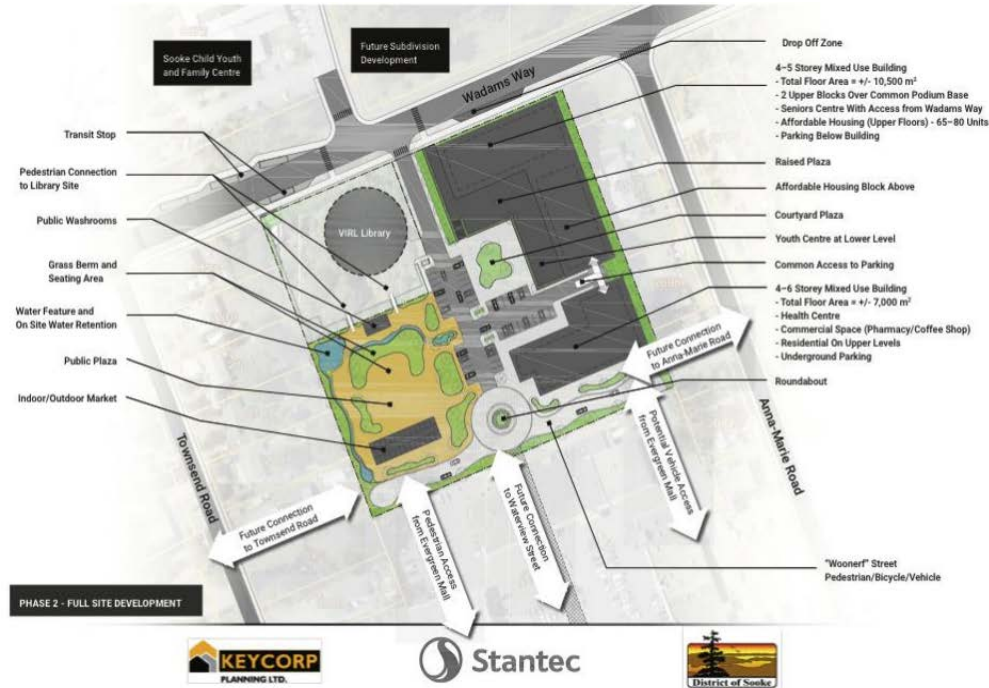 Sooke Child Youth
and Family Centre
Future Subdivision
Development
Wadams Way
Transit Stop
Pedestrian Connection
to Library Site
Public Washrooms
Grass Berm and
Seating Area
Water Feature and
On Site Water Retention
Public Plaza
Indoor/Outdoor Market
VIRL Library
Drop Off Zone
4–5 Storey Mixed Use Building
- Total Floor Area = +/- 10,500 m²
- 2 Upper Blocks Over Common Podium Base
- Seniors Centre With Access from Wadams Way
- Affordable Housing (Upper Floors) - 65–80 Units
- Parking Below Building
Raised Plaza
Affordable Housing Block Above
Courtyard Plaza
Youth Centre at Lower Level
Common Access to Parking
4–6 Storey Mixed Use Building
- Total Floor Area = +/- 7,000 m²
- Health Centre
- Commercial Space (Pharmacy/Coffee Shop)
- Residential On Upper Levels
- Underground Parking
Roundabout
Future Connection
to Anna-Marie Road
Potential Vehicle Access
from Evergreen Mall
Anna-Marie Road
Townsend Road
Future Connection
to Townsend Road
Pedestrian Access
from Evergreen Mall
Future Connection
to Waterview Street
"Woonerf" Street
Pedestrian/Bicycle/Vehicle
PHASE 2 - FULL SITE DEVELOPMENT
KEYCORP
PLANNING LTD.
Stantec
District of Sooke